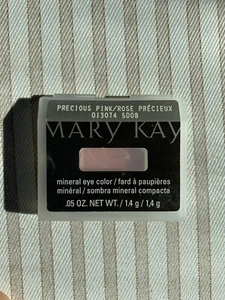 PRECIOUS PINK/ROSE PRÉCIEUX
013074 5D08
MARY KAY
mineral eye color / fard à paupières
minéral / sombra mineral compacta
.05 OZ. NET WT. / 1,4 g / 1,4 g